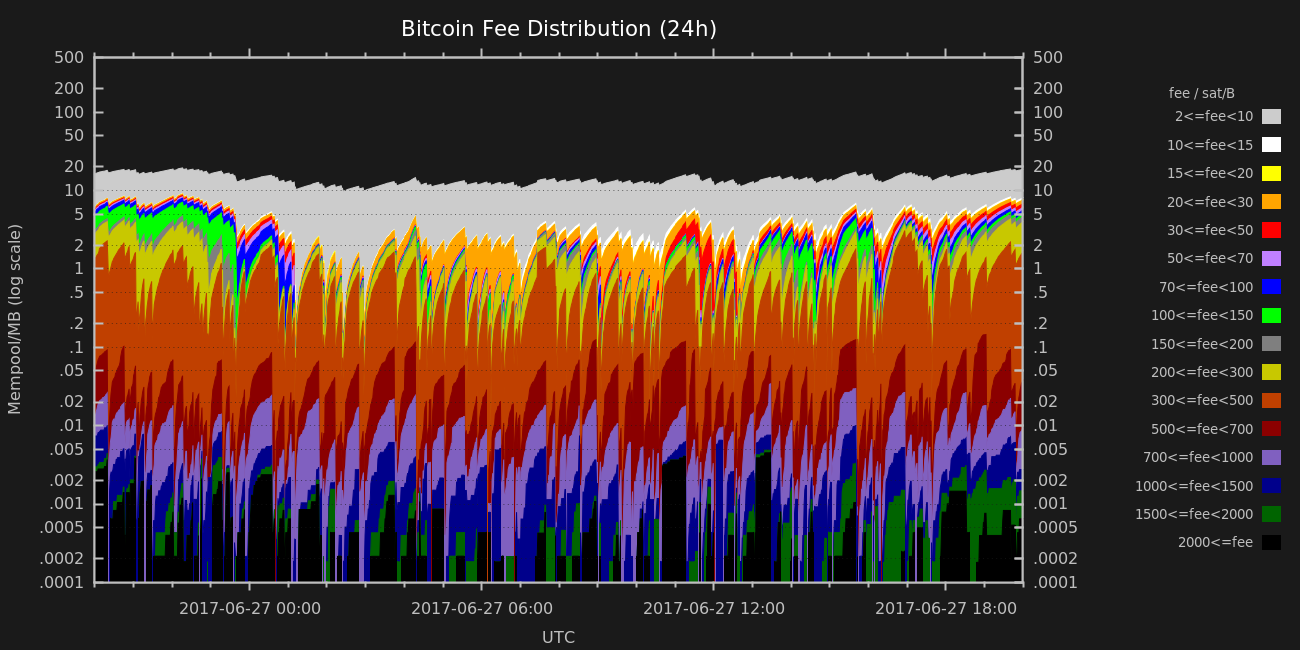 Bitcoin Fee Distribution (24h)
500
200
100
50
20
10
5
2
1
.5
.2
.1
.05
.02
.01
.005
.002
.001
.0005
.0002
.0001
Mempool/MB (log scale)
500
200
100
50
20
10
5
2
1
.5
.2
.1
.05
.02
.01
.005
.002
.001
.0005
.0002
.0001
fee / sat/B
2<=fee<10
10<=fee<15
15<=fee<20
20<=fee<30
30<=fee<50
50<=fee<70
70<=fee<100
100<=fee<150
150<=fee<200
200<=fee<300
300<=fee<500
500<=fee<700
700<=fee<1000
1000<=fee<1500
1500<=fee<2000
2000<=fee
2017-06-27 00:00
2017-06-27 06:00
2017-06-27 12:00
2017-06-27 18:00
UTC